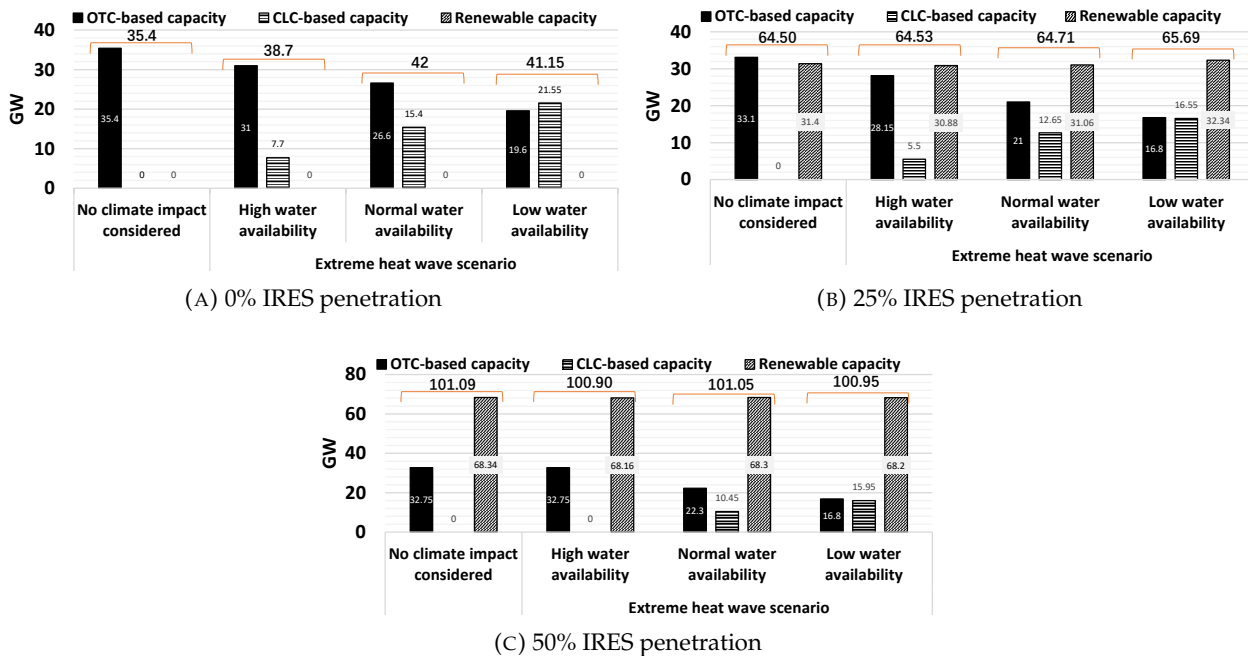 OTC-based capacity CLC-based capacity Renewable capacity
40
30
20
10
0
GW
35.4 38.7 42 41.15
35.4 0 0
31 7.7 0
26.6 15.4 0
19.6 21.55 0
No climate impact considered
High water availability
Normal water availability
Low water availability
Extreme heat wave scenario
(A) 0% IRES penetration
OTC-based capacity CLC-based capacity Renewable capacity
40
30
20
10
0
GW
64.50 64.53 64.71 65.69
33.1 0 31.4
28.15 5.5 30.88
21 12.65 31.06
16.8 16.55 32.34
No climate impact considered
High water availability
Normal water availability
Low water availability
Extreme heat wave scenario
(B) 25% IRES penetration
OTC-based capacity CLC-based capacity Renewable capacity
80
60
40
20
0
GW
101.09 100.90 101.05 100.95
32.75 0 68.34
32.75 0 68.16
22.3 10.45 68.3
16.8 15.95 68.2
No climate impact considered
High water availability
Normal water availability
Low water availability
Extreme heat wave scenario
(C) 50% IRES penetration